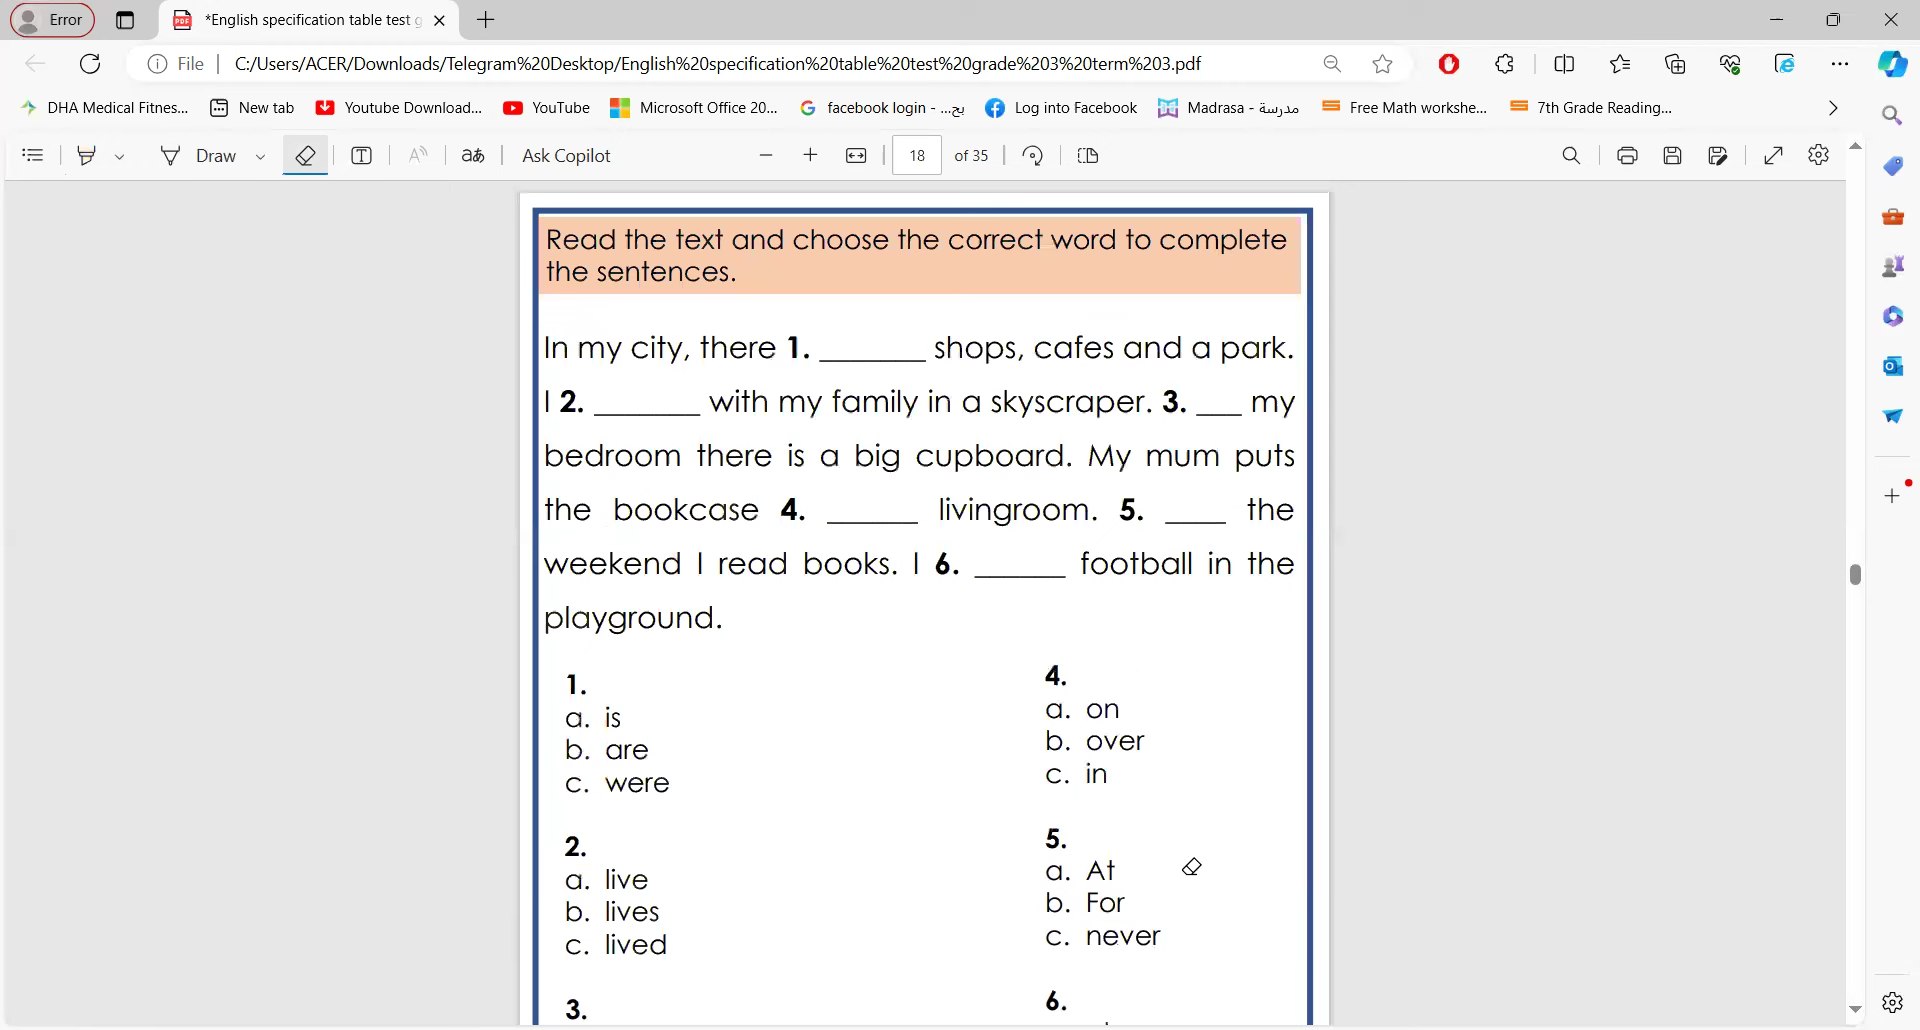 Error
*English specification table test g
File
C:/Users/ACER/Downloads/Telegram%20Desktop/English%20specification%20table%20test%20grade%203%20term%203.pdf
DHA Medical Fitnes...
New tab
Youtube Download...
YouTube
Microsoft Office 20...
facebook login - ...بح
Log into Facebook
Madrasa - مدرسة
Free Math workshe...
7th Grade Reading...
Draw
Ask Copilot
18 of 35
Read the text and choose the correct word to complete
the sentences.
In my city, there 1. _______ shops, cafes and a park.
I 2. _______ with my family in a skyscraper. 3. ___ my
bedroom there is a big cupboard. My mum puts
the bookcase 4. ______ livingroom. 5. ____ the
weekend I read books. I 6. ______ football in the
playground.
1.
a. is
b. are
c. were
2.
a. live
b. lives
c. lived
3.
4.
a. on
b. over
c. in
5.
a. At
b. For
c. never
6.